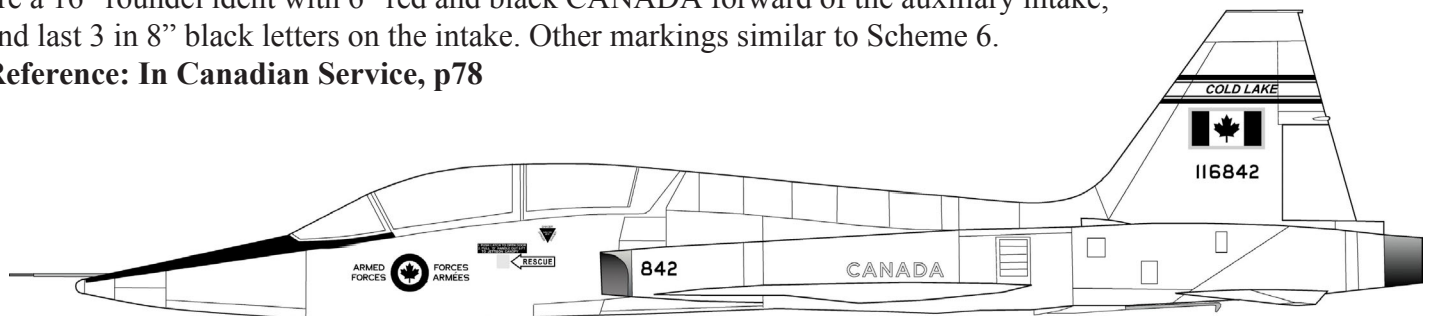 re a 16” roundel ident with 6” red and black CANADA forward of the auxiliary intake,
nd last 3 in 8” black letters on the intake. Other markings similar to Scheme 6.
Reference: In Canadian Service, p78
COLD LAKE
116842
RESCUE
ARMED
FORCES
FORCES
ARMÉES
842
CANADA